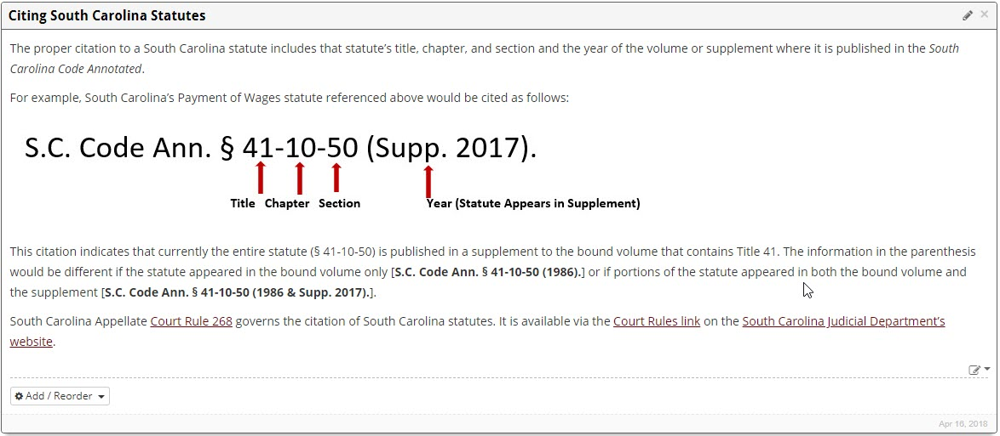 Citing South Carolina Statutes
The proper citation to a South Carolina statute includes that statute's title, chapter, and section and the year of the volume or supplement where it is published in the South
Carolina Code Annotated.
For example, South Carolina's Payment of Wages statute referenced above would be cited as follows:
S.C. Code Ann. § 41-10-50 (Supp. 2017).
Title Chapter Section Year (Statute Appears in Supplement)
This citation indicates that currently the entire statute (§ 41-10-50) is published in a supplement to the bound volume that contains Title 41. The information in the parenthesis
would be different if the statute appeared in the bound volume only [S.C. Code Ann. § 41-10-50 (1986).] or if portions of the statute appeared in both the bound volume and
the supplement [S.C. Code Ann. § 41-10-50 (1986 & Supp. 2017).].
South Carolina Appellate Court Rule 268 governs the citation of South Carolina statutes. It is available via the Court Rules link on the South Carolina Judicial Department's
website.
Add / Reorder
Apr 16, 2018